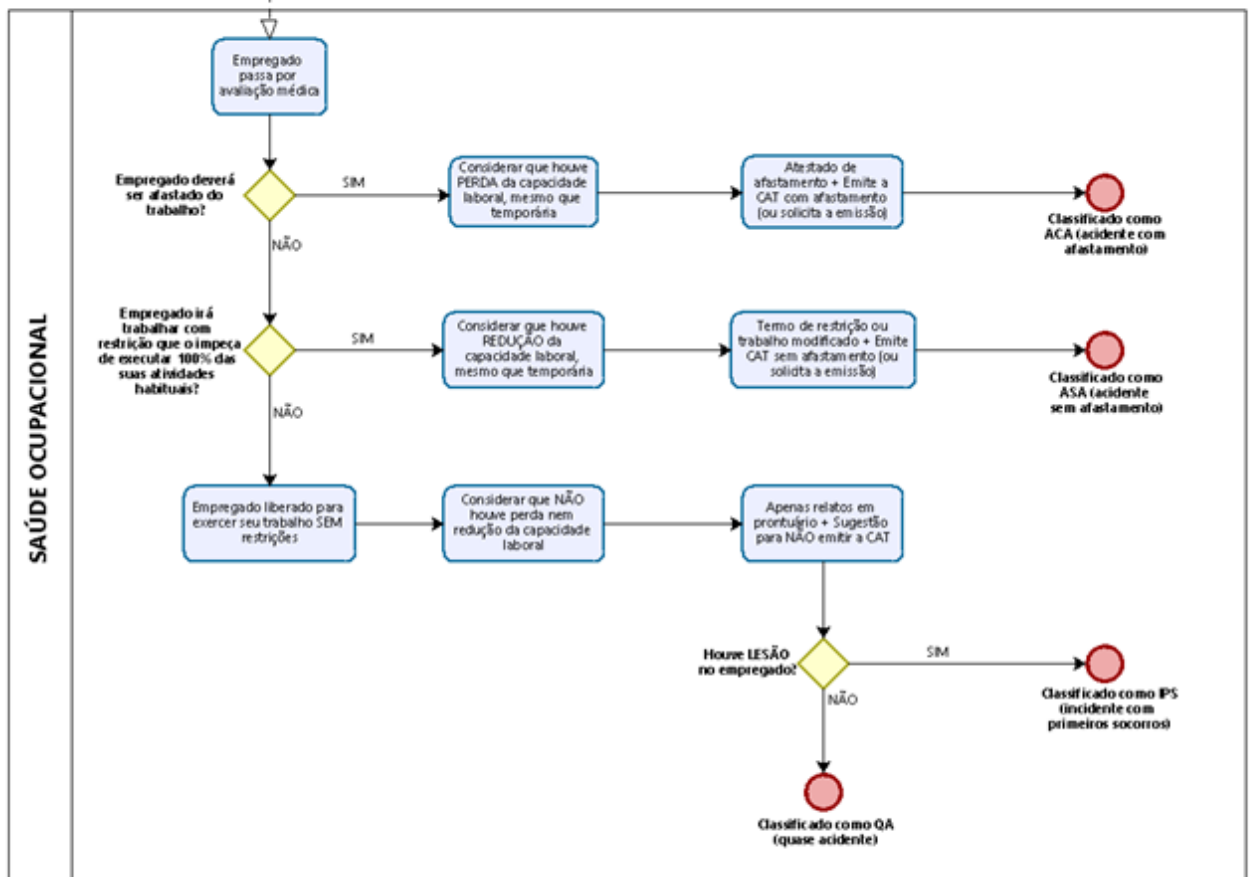 SAÚDE OCUPACIONAL
Empregado
passa por
avaliação médica
Empregado deverá
ser afastado do
trabalho?
SIM
Considerar que houve
PERDA da capacidade
laboral, mesmo que
temporária
Atestado de
afastamento + Emite a
CAT com afastamento
(ou solicita a emissão)
Classificado como
ACA (acidente com
afastamento)
NÃO
Empregado irá
trabalhar com
restrição que o impeça
de executar 100% das
suas atividades
habituais?
SIM
Considerar que houve
REDUÇÃO da
capacidade laboral,
mesmo que temporária
Termo de restrição ou
trabalho modificado + Emite
CAT sem afastamento (ou
solicita a emissão)
Classificado como
ASA (acidente
sem afastamento)
NÃO
Empregado liberado para
exercer seu trabalho SEM
restrições
Considerar que NÃO
houve perda nem
redução da capacidade
laboral
Apenas relatos em
prontuário + Sugestão
para NÃO emitir a CAT
Houve LESÃO
no empregado?
SIM
Classificado como IPS
(incidente com
primeiros socorros)
NÃO
Classificado como QA
(quase acidente)